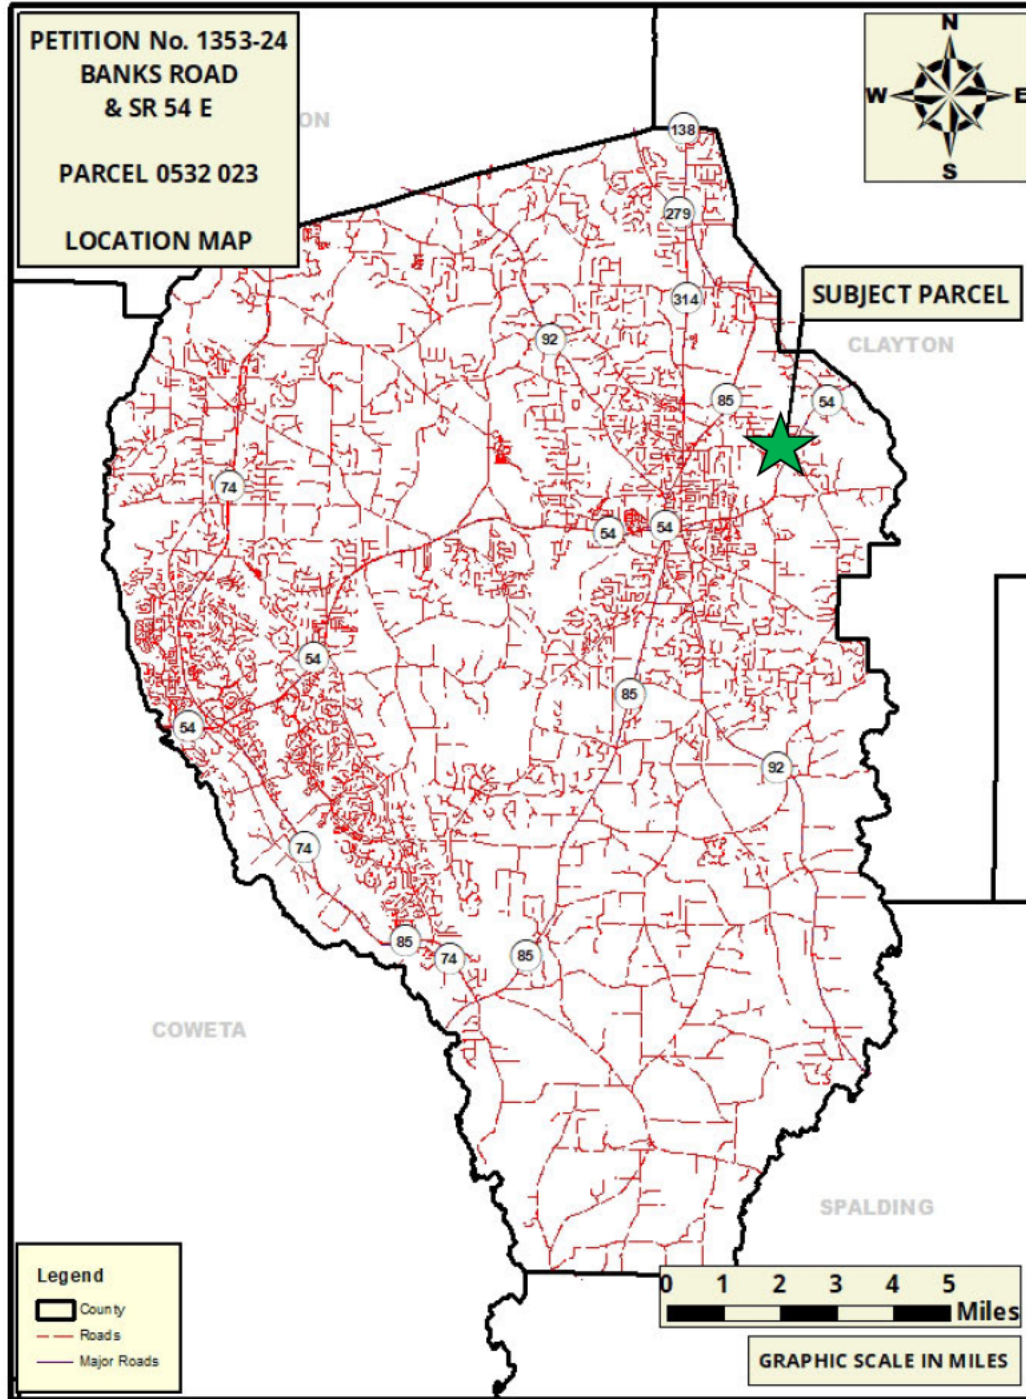 PETITION No. 1353-24
BANKS ROAD
& SR 54 E
PARCEL 0532 023
LOCATION MAP
N
W
E
S
ON
138
279
SUBJECT PARCEL
314
CLAYTON
92
85
54
74
54
54
54
85
54
92
74
85
74
85
COWETA
SPALDING
Legend
County
Roads
Major Roads
0 1 2 3 4 5
Miles
GRAPHIC SCALE IN MILES